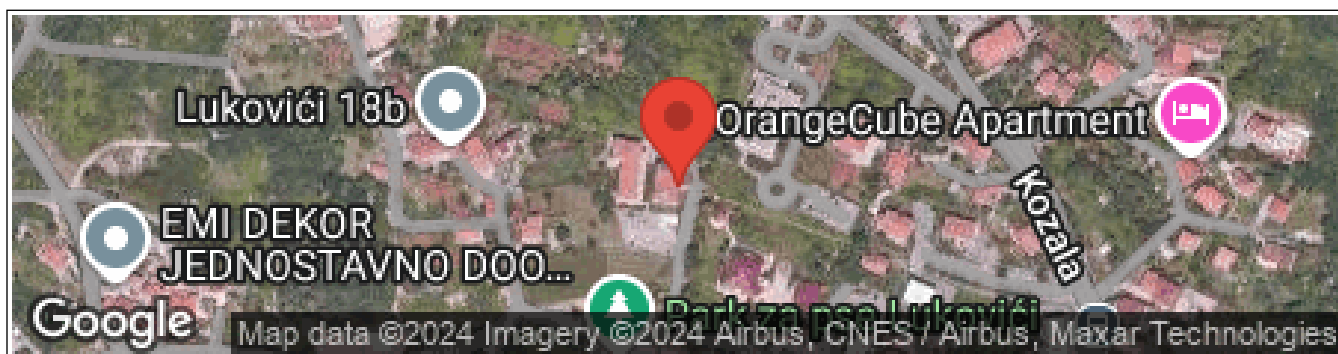 Lukovići 18b
OrangeCube Apartment
Kozala
EMI DEKOR
JEDNOSTAVNO DOO...
Park za pse Lukovići
Google
Map data ©2024 Imagery ©2024 Airbus, CNES / Airbus, Maxar Technologies